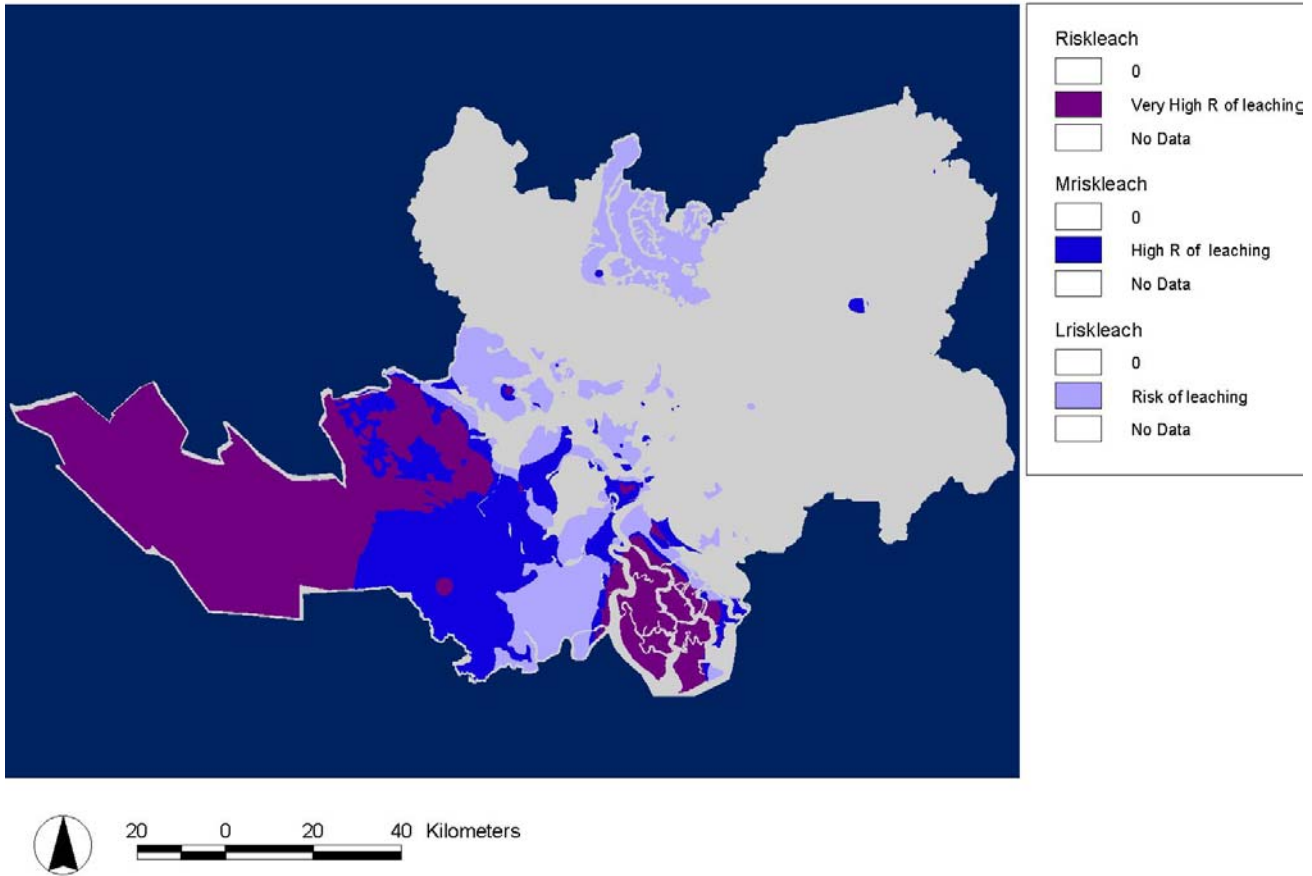 Riskleach
0
Very High R of leaching
No Data
Mriskleach
0
High R of leaching
No Data
Lriskleach
0
Risk of leaching
No Data
20 0 20 40 Kilometers